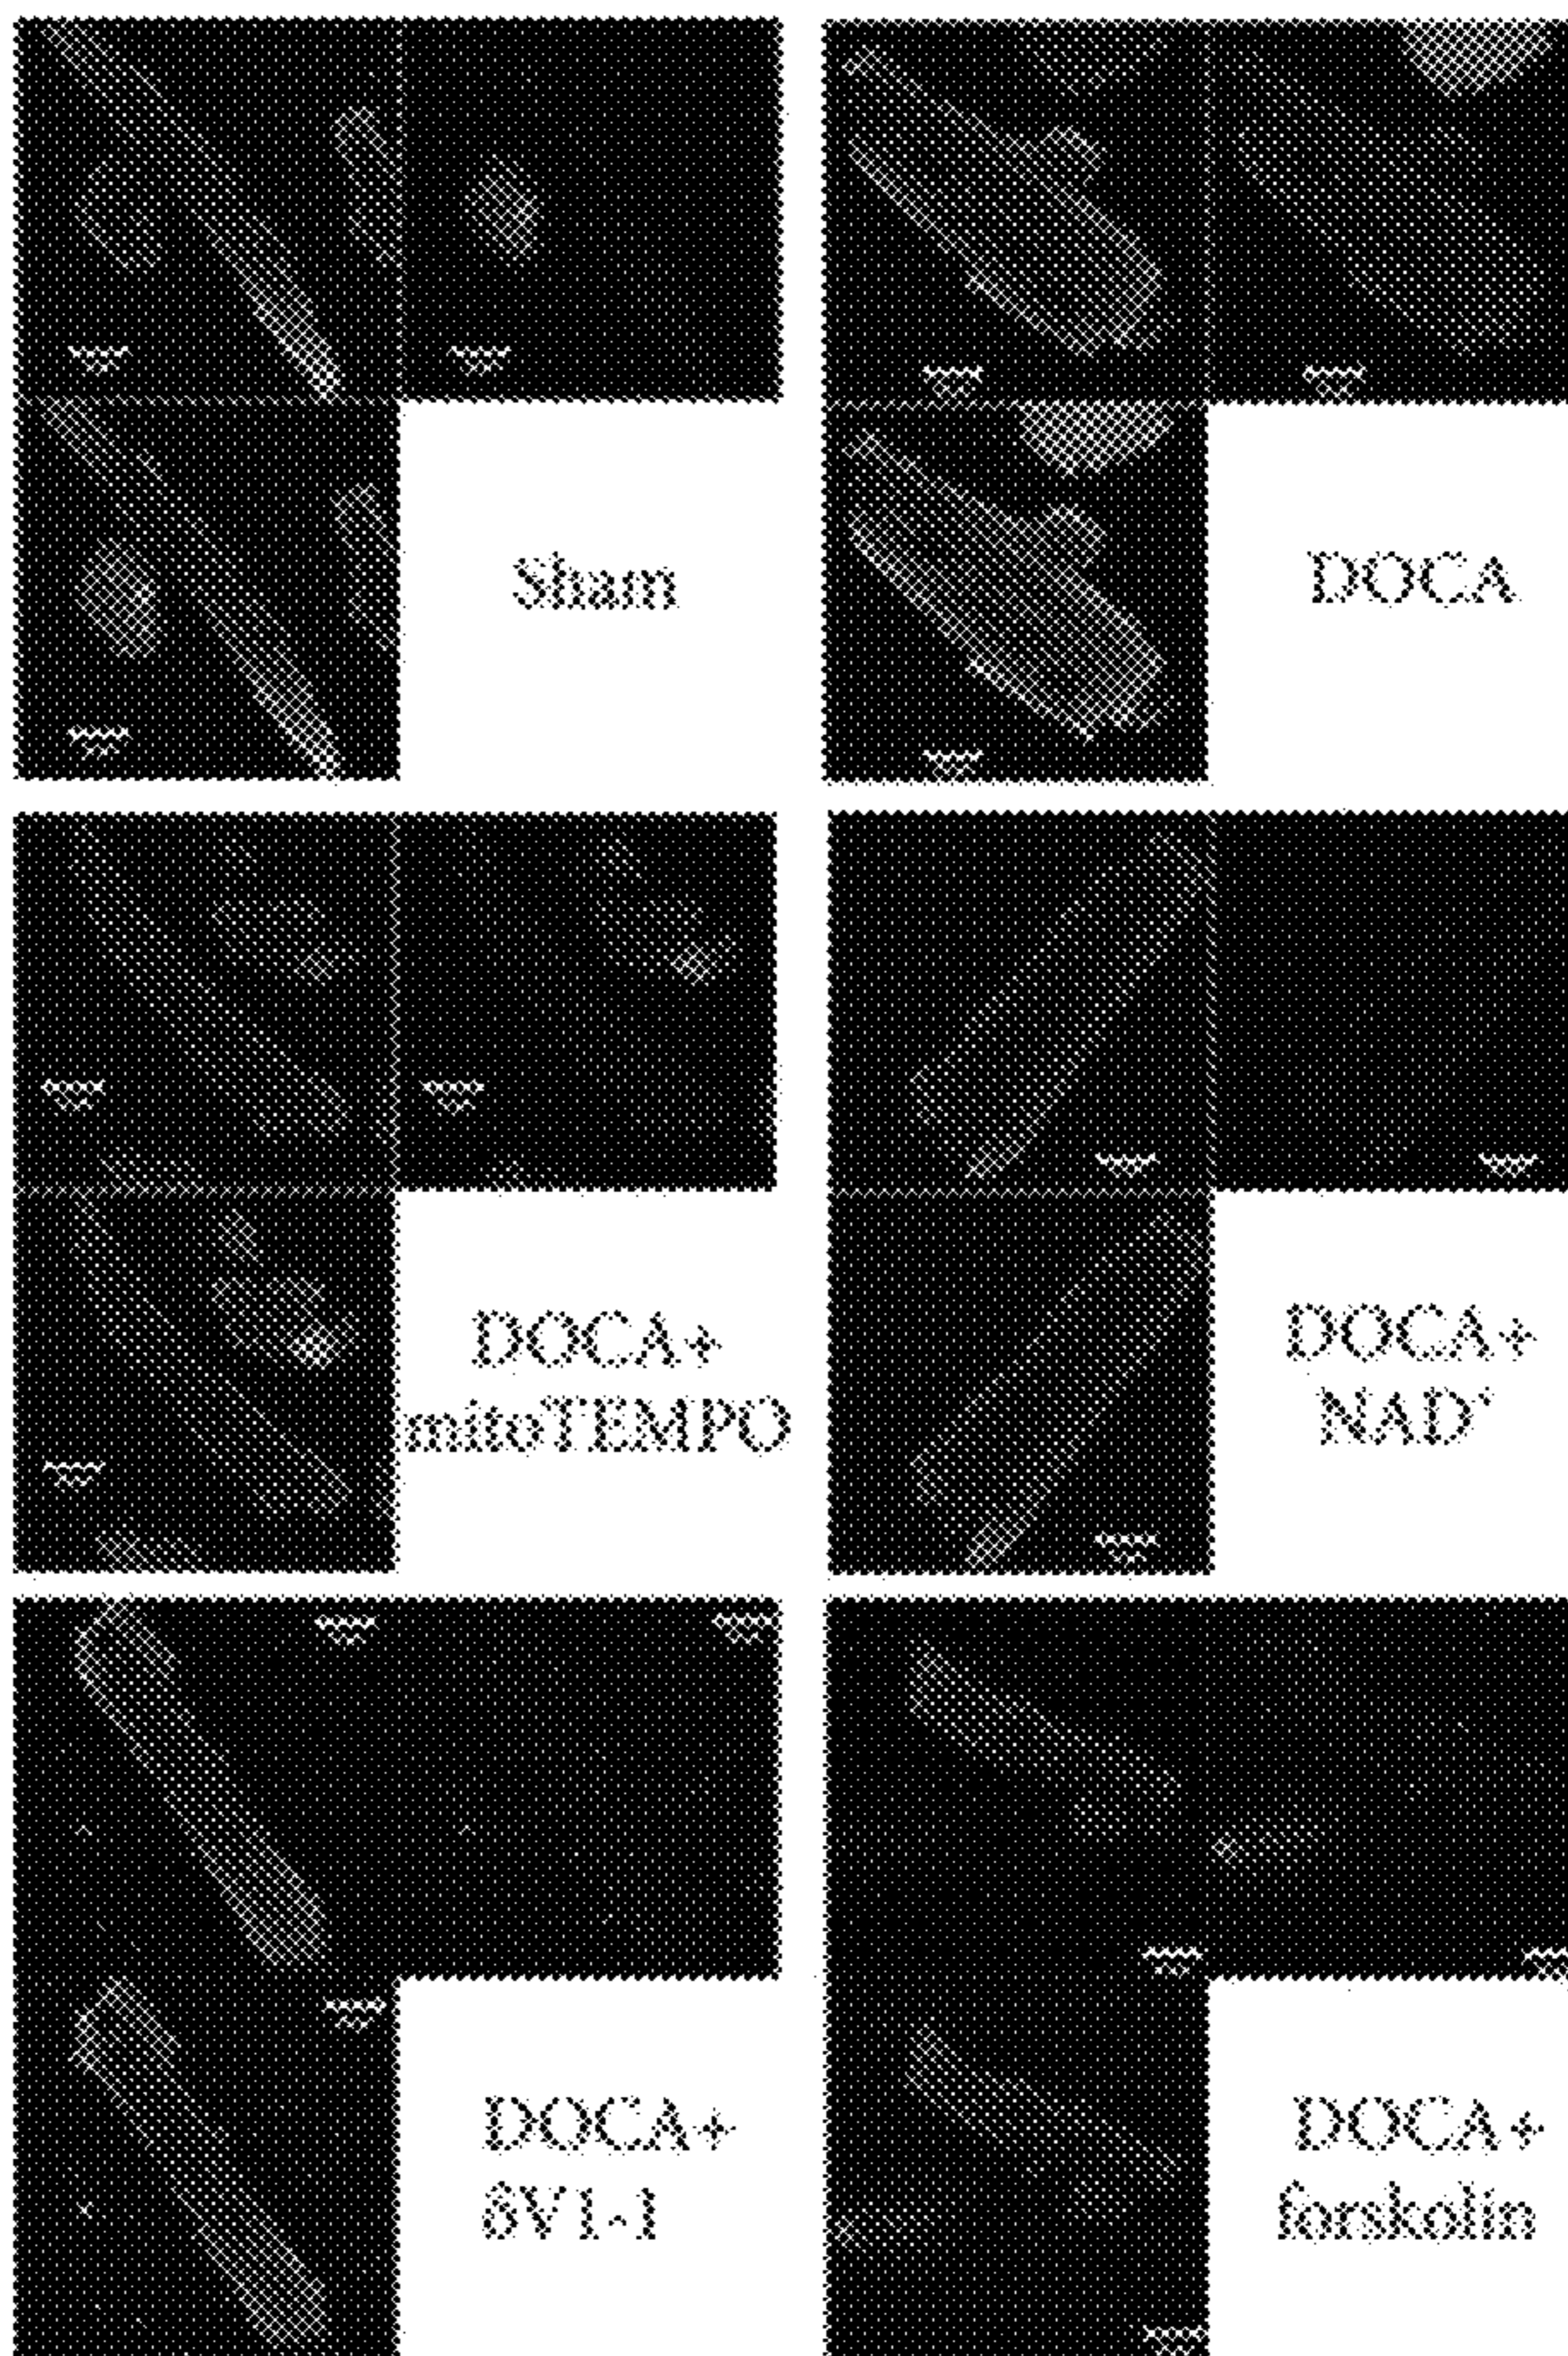 Sham
DOCA
DOCA+
mitoTEMPO
DOCA+
NAD⁺
DOCA+
δV1-1
DOCA+
forskolin